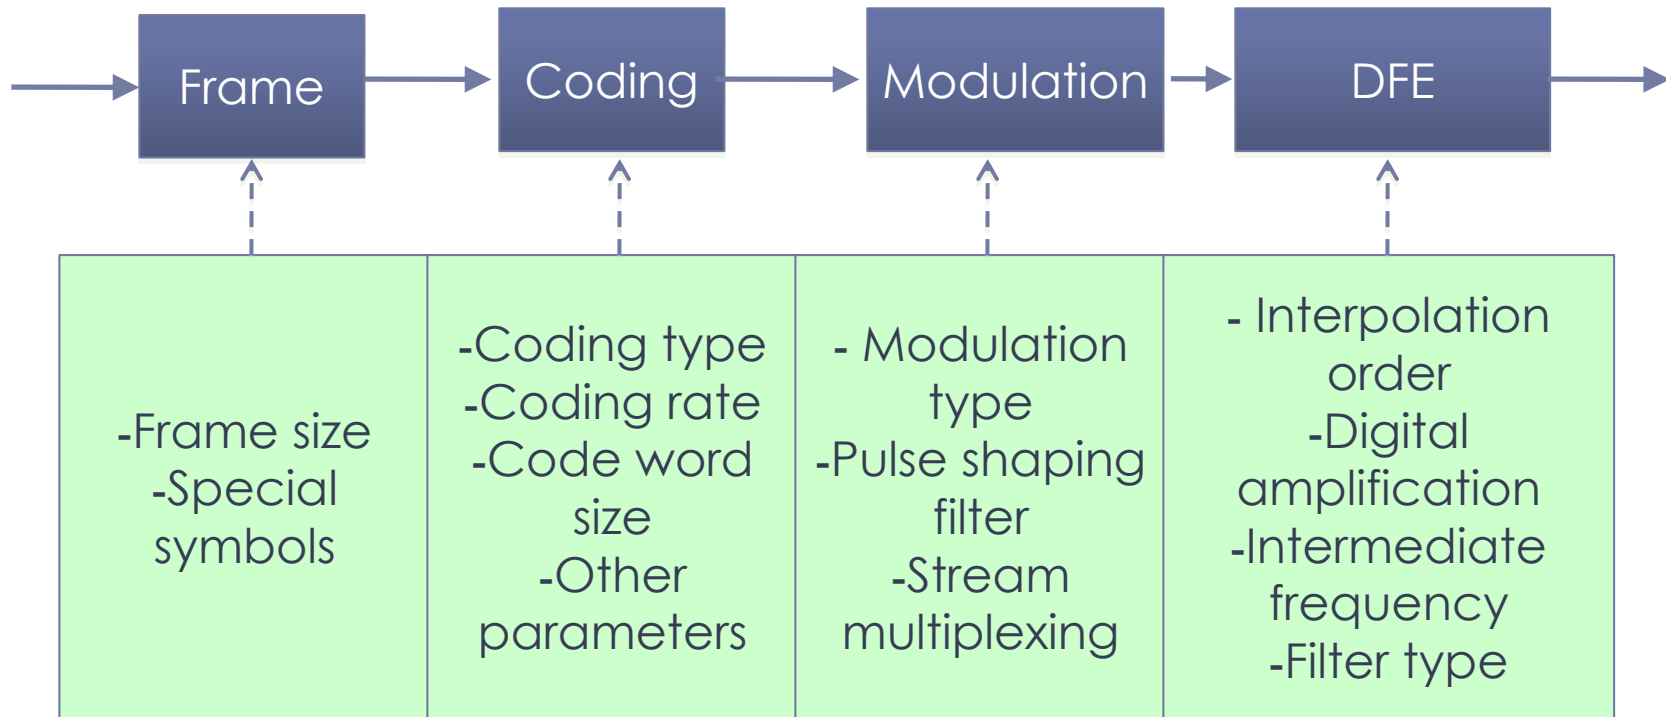 Frame
Coding
Modulation
DFE
-Frame size
-Special
symbols
-Coding type
-Coding rate
-Code word
size
-Other
parameters
- Modulation
type
-Pulse shaping
filter
-Stream
multiplexing
- Interpolation
order
-Digital
amplification
-Intermediate
frequency
-Filter type